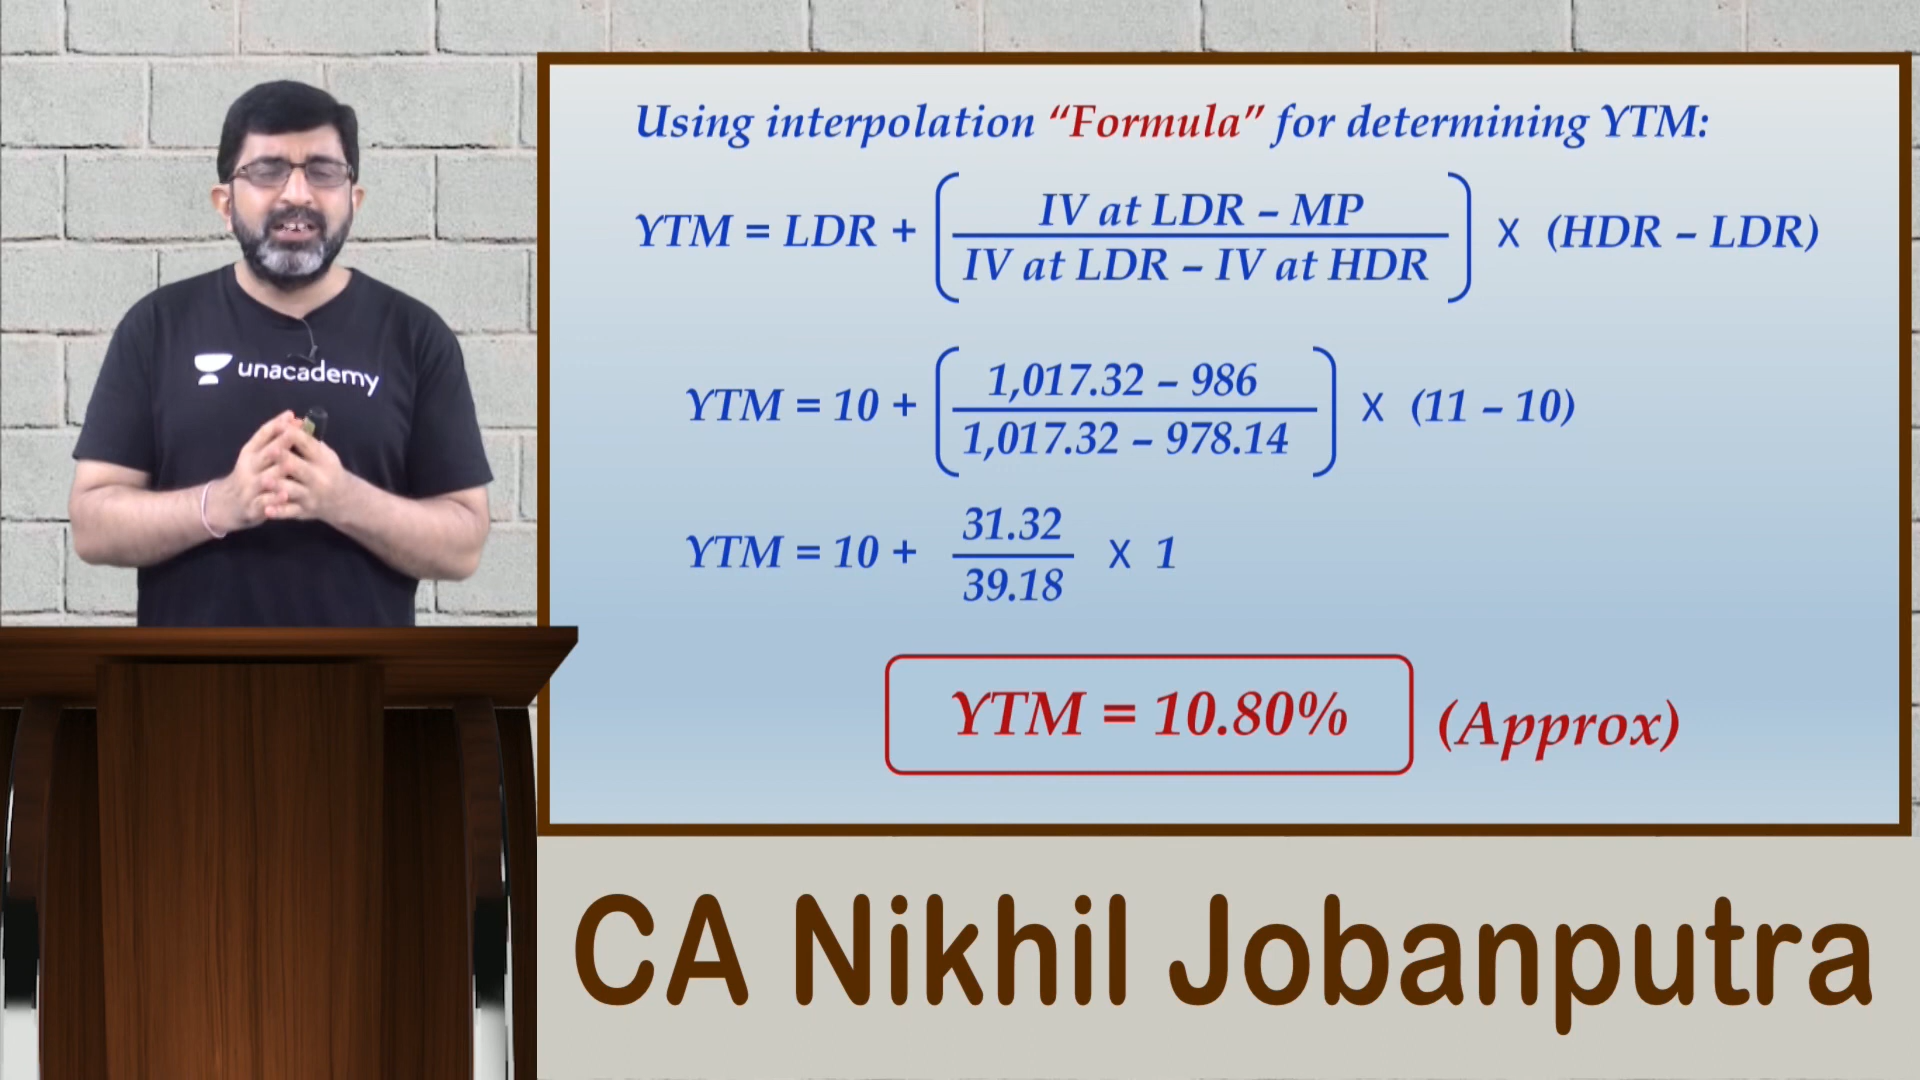 Using interpolation “Formula” for determining YTM:
YTM = LDR + ( IV at LDR – MP / IV at LDR – IV at HDR ) X (HDR – LDR)
YTM = 10 + ( 1,017.32 – 986 / 1,017.32 – 978.14 ) X (11 – 10)
YTM = 10 + 31.32 / 39.18 X 1
YTM = 10.80% (Approx)
unacademy
CA Nikhil Jobanputra